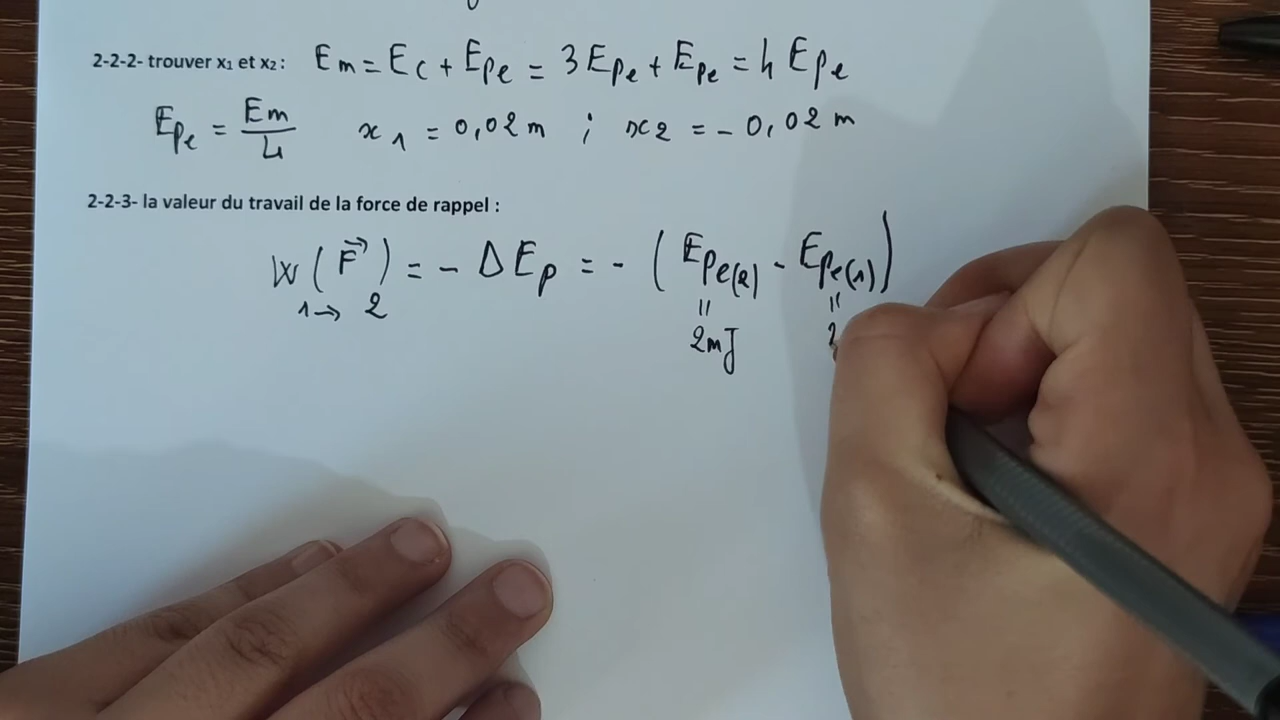 2-2-2- trouver x₁ et x₂ : Em = Ec + Epe = 3 Epe + Epe = 4 Epe
Epe = Em/4 x1 = 0,02 m ; x2 = - 0,02 m
2-2-3- la valeur du travail de la force de rappel :
W(F⃗) = - ΔEp = - (Epe(2) - Epe(1))
1→2 = =
2mJ 2